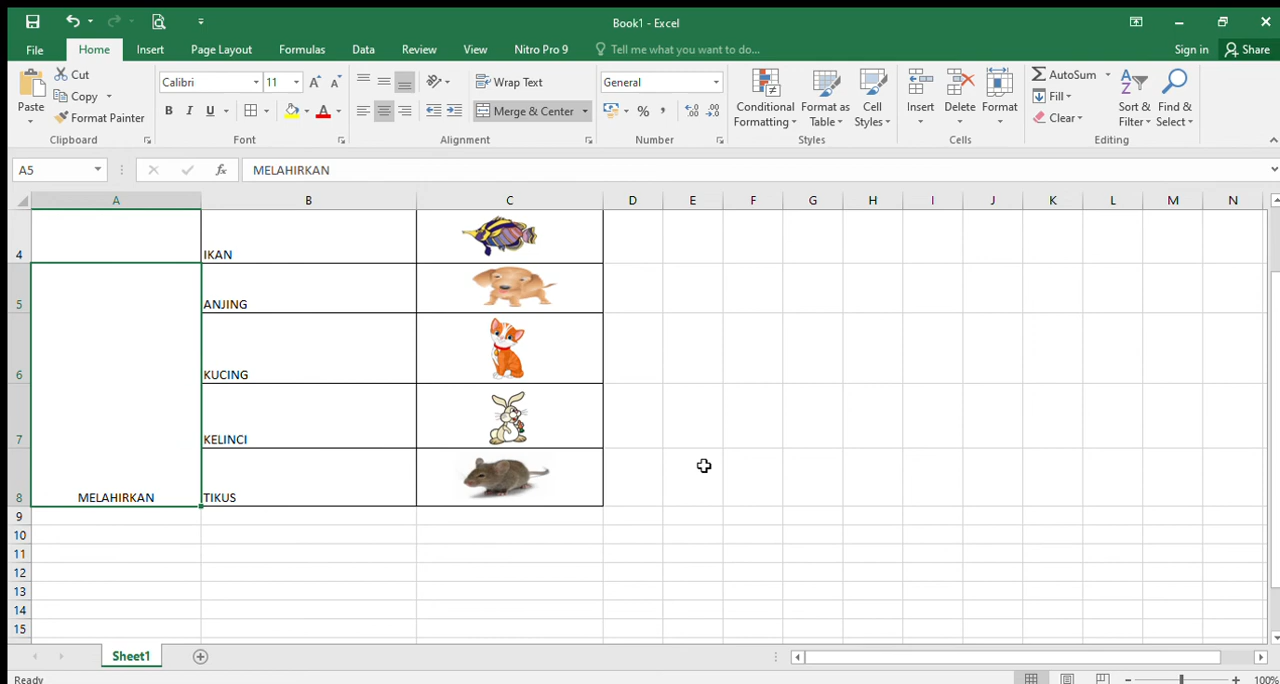 Book1 - Excel
File Home Insert Page Layout Formulas Data Review View Nitro Pro 9 Tell me what you want to do... Sign in Share
Paste Cut Copy Format Painter Clipboard
Calibri 11 B I U Font
Wrap Text Merge & Center Alignment
General % , Number
Conditional Formatting Format as Table Cell Styles Styles
Insert Delete Format Cells
AutoSum Fill Clear Sort & Filter Find & Select Editing
A5 fx MELAHIRKAN
A B C D E F G H I J K L M N
4 IKAN
5 ANJING
6 KUCING
7 KELINCI
8 MELAHIRKAN TIKUS
9
10
11
12
13
14
15
Sheet1
Ready 100%